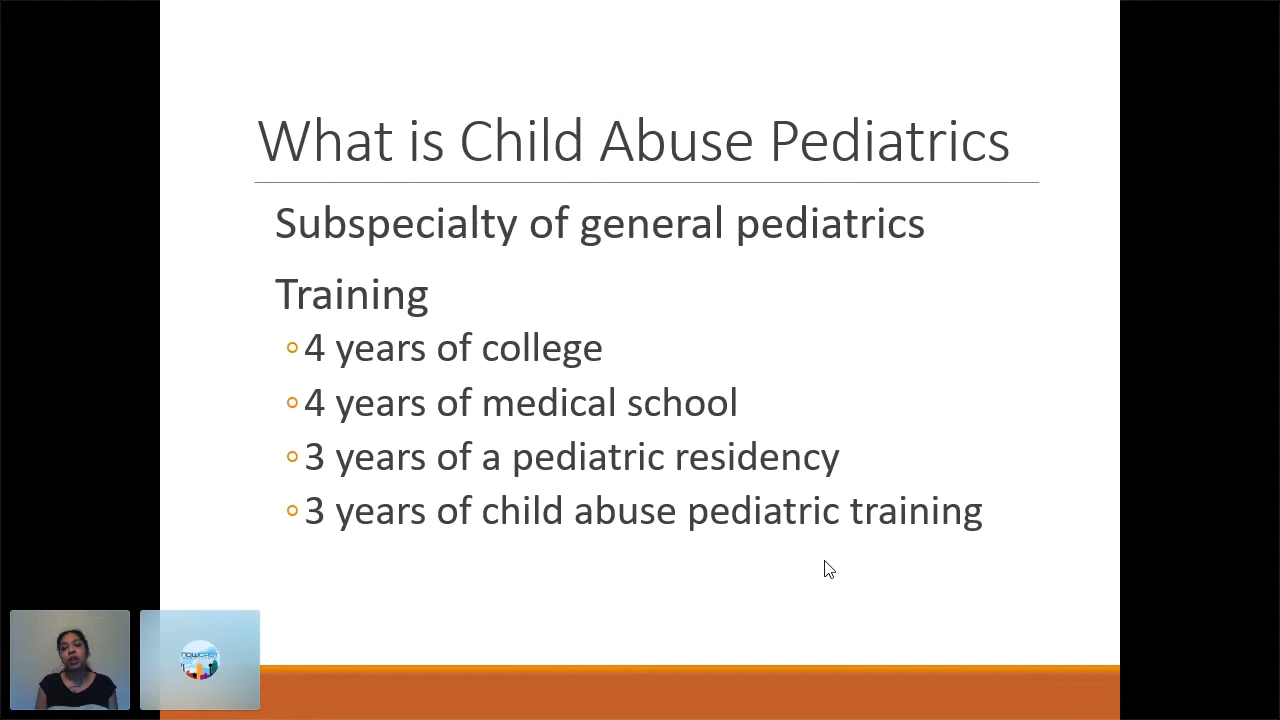 What is Child Abuse Pediatrics
Subspecialty of general pediatrics
Training
4 years of college
4 years of medical school
3 years of a pediatric residency
3 years of child abuse pediatric training